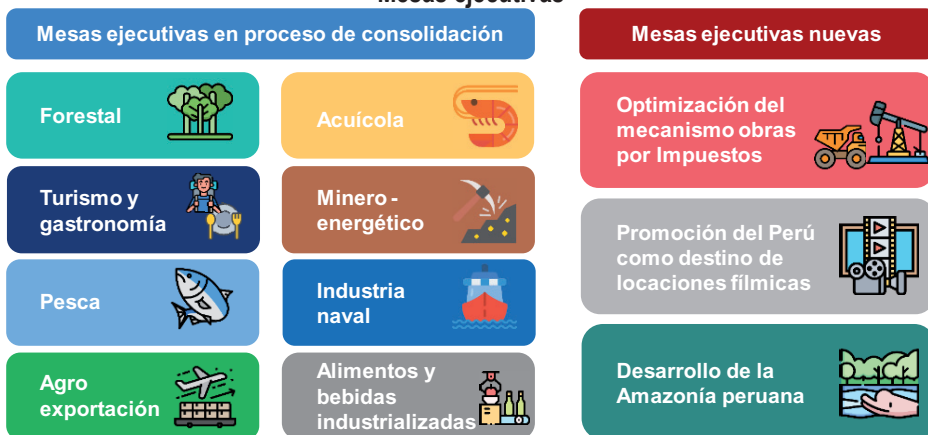 Mesas ejecutivas
Mesas ejecutivas en proceso de consolidación
Forestal
Acuícola
Turismo y
gastronomía
Minero -
energético
Pesca
Industria
naval
Agro
exportación
Alimentos y
bebidas
industrializadas
Mesas ejecutivas nuevas
Optimización del
mecanismo obras
por Impuestos
Promoción del Perú
como destino de
locaciones fílmicas
Desarrollo de la
Amazonía peruana